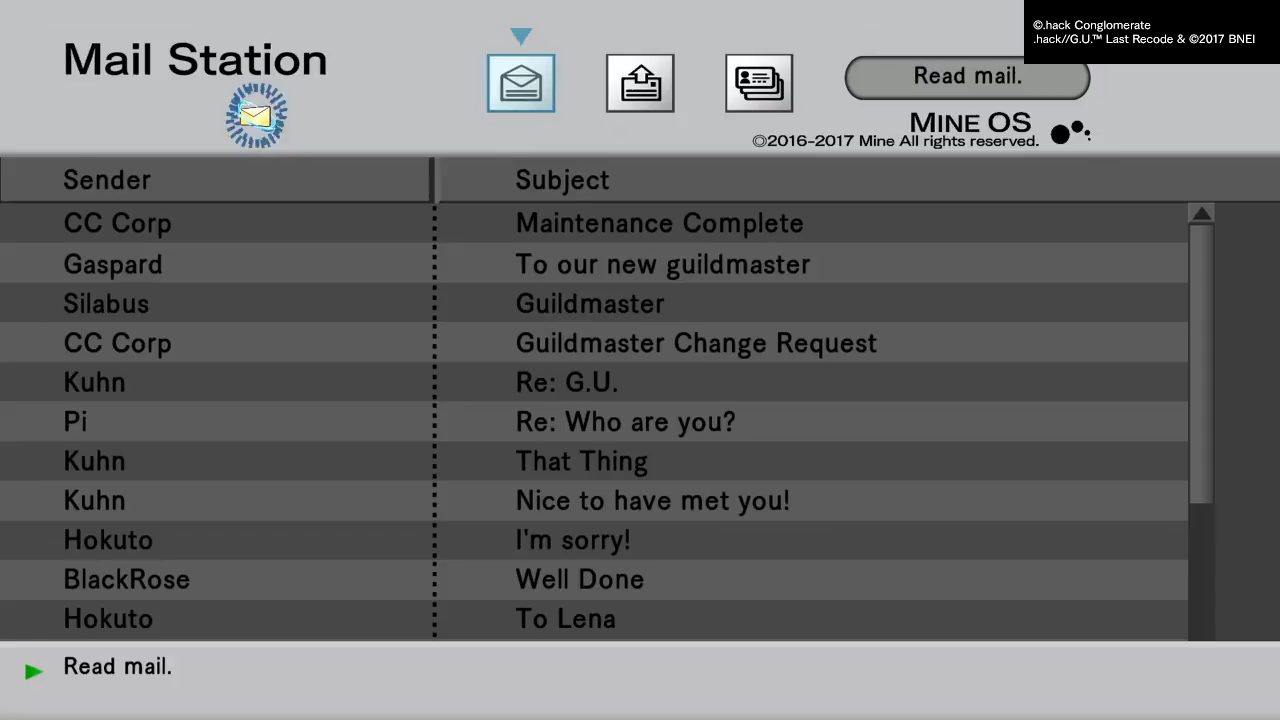 ©.hack Conglomerate
.hack//G.U.™ Last Recode & ©2017 BNEI
Mail Station
Read mail.
MINE OS
©2016-2017 Mine All rights reserved.
Sender Subject
CC Corp Maintenance Complete
Gaspard To our new guildmaster
Silabus Guildmaster
CC Corp Guildmaster Change Request
Kuhn Re: G.U.
Pi Re: Who are you?
Kuhn That Thing
Kuhn Nice to have met you!
Hokuto I'm sorry!
BlackRose Well Done
Hokuto To Lena
Read mail.